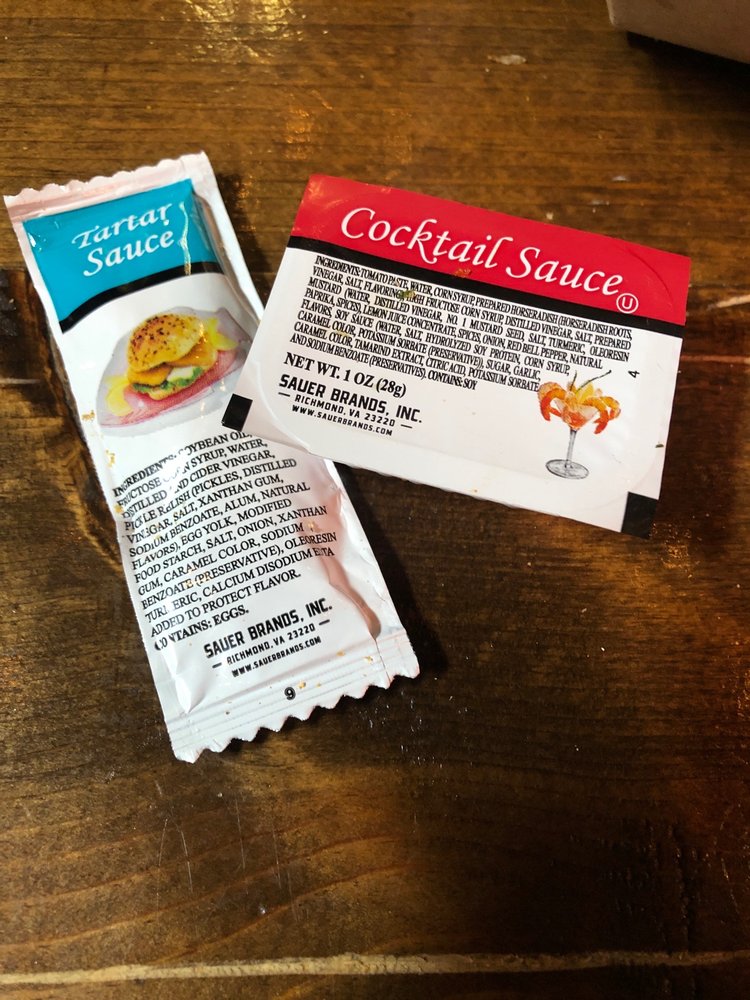 Tartar
Sauce
INGREDIENTS: SOYBEAN OIL,
SYRUP, WATER,
DISTILLED AND CIDER VINEGAR,
PICKLE RELISH (PICKLES, DISTILLED
VINEGAR, SALT, XANTHAN GUM,
SODIUM BENZOATE, ALUM, NATURAL
FLAVORS), EGG YOLK, MODIFIED
FOOD STARCH, SALT, ONION, XANTHAN
GUM, CARAMEL COLOR, SODIUM
BENZOATE (PRESERVATIVE), OLEORESIN
TURMERIC, CALCIUM DISODIUM EDTA
ADDED TO PROTECT FLAVOR.
CONTAINS: EGGS.
SAUER BRANDS, INC.
RICHMOND, VA 23220
WWW.SAUERBRANDS.COM
9
Cocktail Sauce
U
INGREDIENTS: TOMATO PASTE, WATER, CORN SYRUP, PREPARED HORSERADISH (HORSERADISH ROOTS,
VINEGAR, SALT, FLAVORING), HIGH FRUCTOSE CORN SYRUP, DISTILLED VINEGAR, SALT, PREPARED
MUSTARD (WATER, DISTILLED VINEGAR, NO 1 MUSTARD SEED, SALT, TURMERIC, OLEORESIN
PAPRIKA, SPICES), LEMON JUICE CONCENTRATE, SPICES, ONION, RED BELL PEPPER, NATURAL
FLAVORS, SOY SAUCE (WATER, SALT, HYDROLYZED SOY PROTEIN, CORN SYRUP,
CARAMEL COLOR, POTASSIUM SORBATE (PRESERVATIVE)), SUGAR, GARLIC,
CARAMEL COLOR, TAMARIND EXTRACT, CITRIC ACID, POTASSIUM SORBATE
AND SODIUM BENZOATE (PRESERVATIVES). CONTAINS: SOY
4
NET WT. 1 OZ (28g)
SAUER BRANDS, INC.
RICHMOND, VA 23220
WWW.SAUERBRANDS.COM